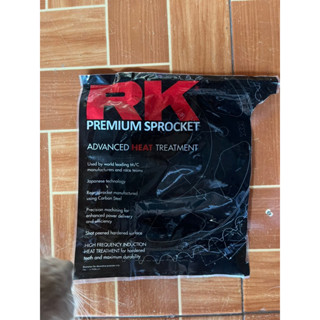 RK
PREMIUM SPROCKET
ADVANCED HEAT TREATMENT
Used by world leading M/C
manufacturers and race teams
Japanese technology
Rear sprocket manufactured
using Carbon Steel
Precision machining for
enhanced power delivery
and efficiency
Shot peened hardened surface
HIGH FREQUENCY INDUCTION
HEAT TREATMENT for hardened
teeth and maximum durability